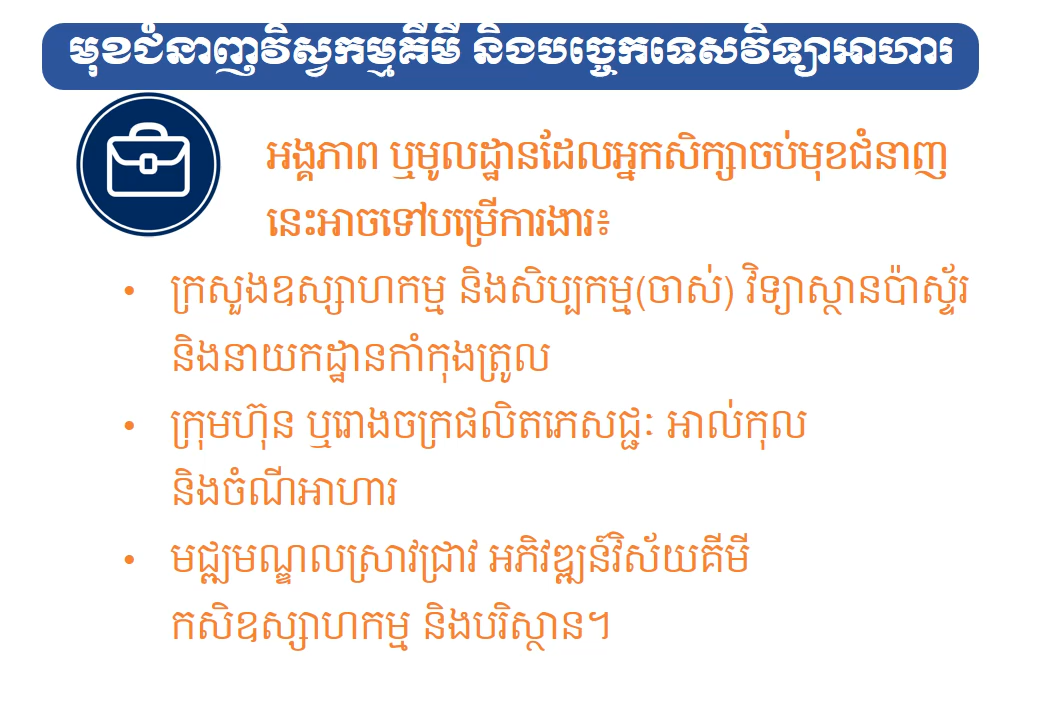 មុខជំនាញវិស្វកម្មគីមី និងបច្ចេកទេសវិទ្យាអាហារ
អង្គភាព ឬមូលដ្ឋានដែលអ្នកសិក្សាចប់មុខជំនាញ
នេះអាចទៅបម្រើការងារ៖
• ក្រសួងឧស្សាហកម្ម និងសិប្បកម្ម(ចាស់) វិទ្យាស្ថានប៉ាស្ទ័រ
និងនាយកដ្ឋានកាំកុងត្រូល
• ក្រុមហ៊ុន ឬរោងចក្រផលិតភេសជ្ជៈ អាល់កុល
និងចំណីអាហារ
• មជ្ឈមណ្ឌលស្រាវជ្រាវ អភិវឌ្ឍន៍វិស័យគីមី
កសិឧស្សាហកម្ម និងបរិស្ថាន។